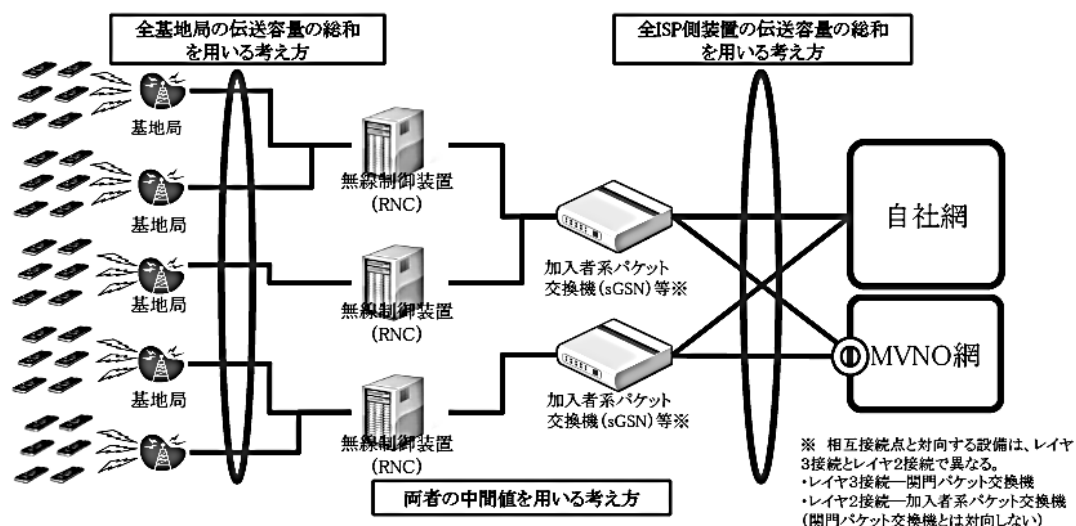 全基地局の伝送容量の総和
を用いる考え方
全ISP側装置の伝送容量の総和
を用いる考え方
基地局
基地局
基地局
基地局
基地局
無線制御装置
(RNC)
無線制御装置
(RNC)
無線制御装置
(RNC)
加入者系パケット
交換機(sGSN)等※
加入者系パケット
交換機(sGSN)等※
自社網
MVNO網
両者の中間値を用いる考え方
※ 相互接続点と対向する設備は、レイヤ
3接続とレイヤ2接続で異なる。
・レイヤ3接続―関門パケット交換機
・レイヤ2接続―加入者系パケット交換機
(関門パケット交換機とは対向しない)